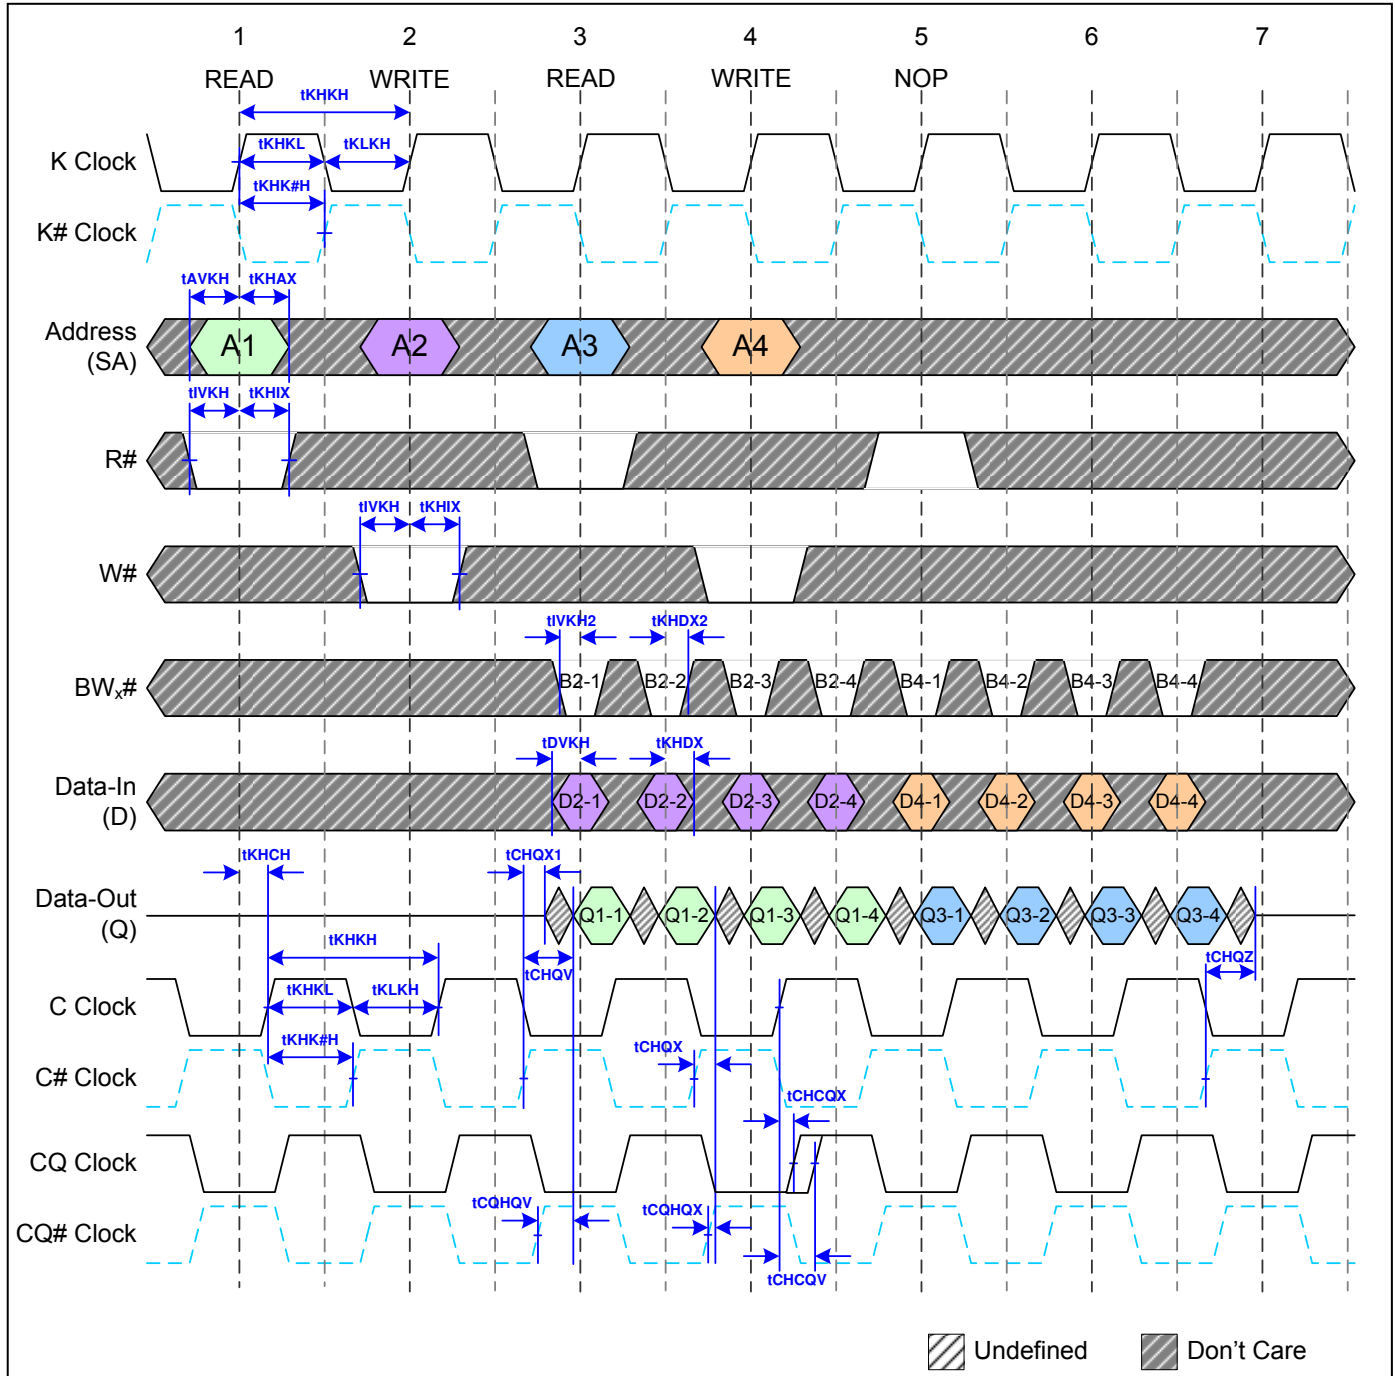 1 2 3 4 5 6 7
READ WRITE READ WRITE NOP
tKHKH
K Clock
tKHKL tKLKH
tKHK#H
K# Clock
tAVKH tKHAX
Address
(SA)
A1 A2 A3 A4
tIVKH tKHIX
R#
tIVKH tKHIX
W#
tIVKH2 tKHDX2
BWx#
B2-1 B2-2 B2-3 B2-4 B4-1 B4-2 B4-3 B4-4
tDVKH tKHDX
Data-In
(D)
D2-1 D2-2 D2-3 D2-4 D4-1 D4-2 D4-3 D4-4
tKHCH tCHQX1
Data-Out
(Q)
Q1-1 Q1-2 Q1-3 Q1-4 Q3-1 Q3-2 Q3-3 Q3-4
tKHKH
tCHQV
tCHQZ
C Clock
tKHKL tKLKH
tKHK#H
tCHQX
C# Clock
tCHCQX
CQ Clock
tCQHQV tCQHQX
CQ# Clock
tCHCQV
Undefined Don't Care